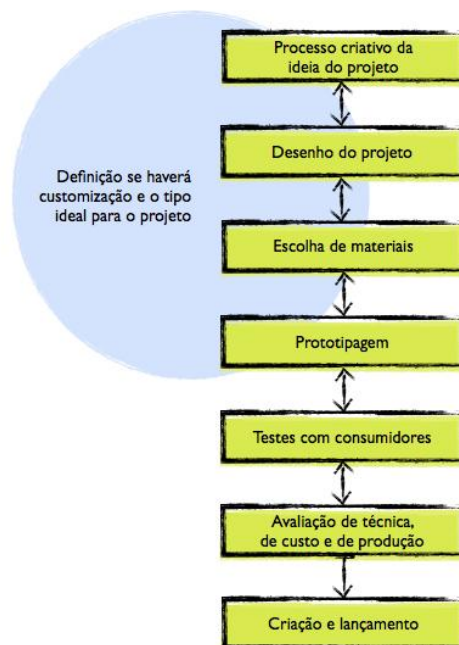 Processo criativo da
ideia do projeto
Desenho do projeto
Definição se haverá
customização e o tipo
ideal para o projeto
Escolha de materiais
Prototipagem
Testes com consumidores
Avaliação de técnica,
de custo e de produção
Criação e lançamento